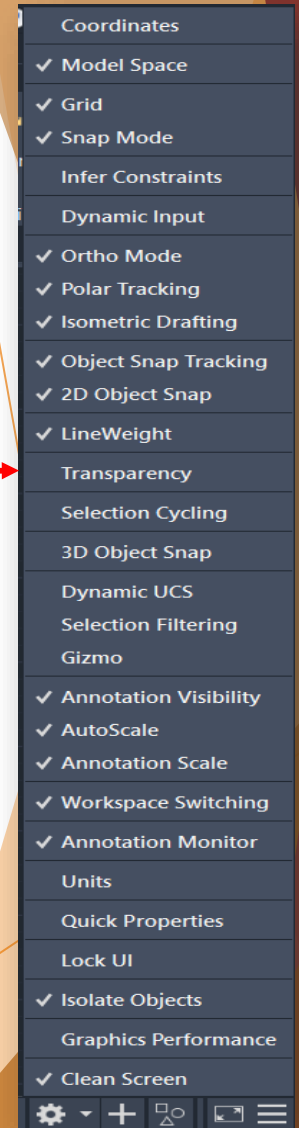 Coordinates
✓ Model Space
✓ Grid
✓ Snap Mode
Infer Constraints
Dynamic Input
✓ Ortho Mode
✓ Polar Tracking
✓ Isometric Drafting
✓ Object Snap Tracking
✓ 2D Object Snap
✓ LineWeight
Transparency
Selection Cycling
3D Object Snap
Dynamic UCS
Selection Filtering
Gizmo
✓ Annotation Visibility
✓ AutoScale
✓ Annotation Scale
✓ Workspace Switching
✓ Annotation Monitor
Units
Quick Properties
Lock UI
✓ Isolate Objects
Graphics Performance
✓ Clean Screen